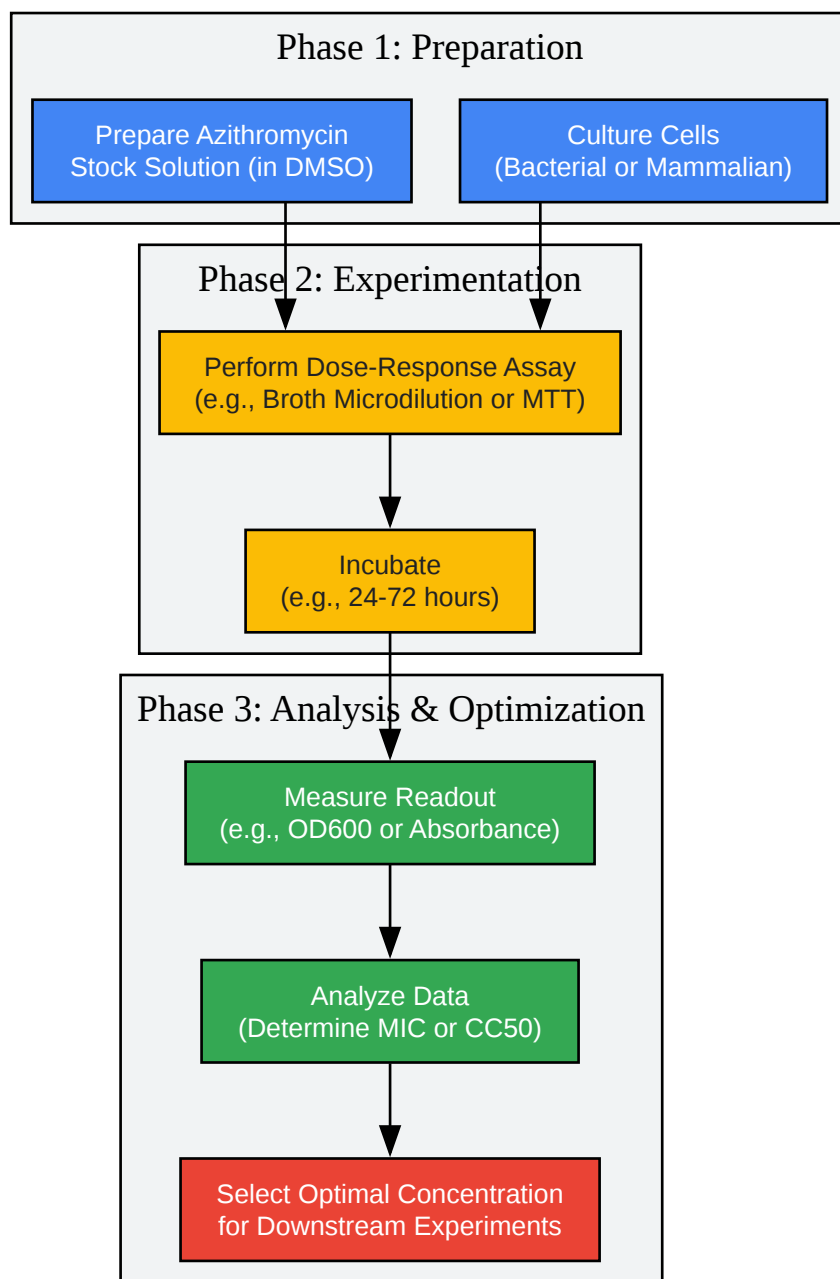 Phase 1: Preparation
Prepare Azithromycin
Stock Solution (in DMSO)
Culture Cells
(Bacterial or Mammalian)
Phase 2: Experimentation
Perform Dose-Response Assay
(e.g., Broth Microdilution or MTT)
Incubate
(e.g., 24-72 hours)
Phase 3: Analysis & Optimization
Measure Readout
(e.g., OD600 or Absorbance)
Analyze Data
(Determine MIC or CC50)
Select Optimal Concentration
for Downstream Experiments